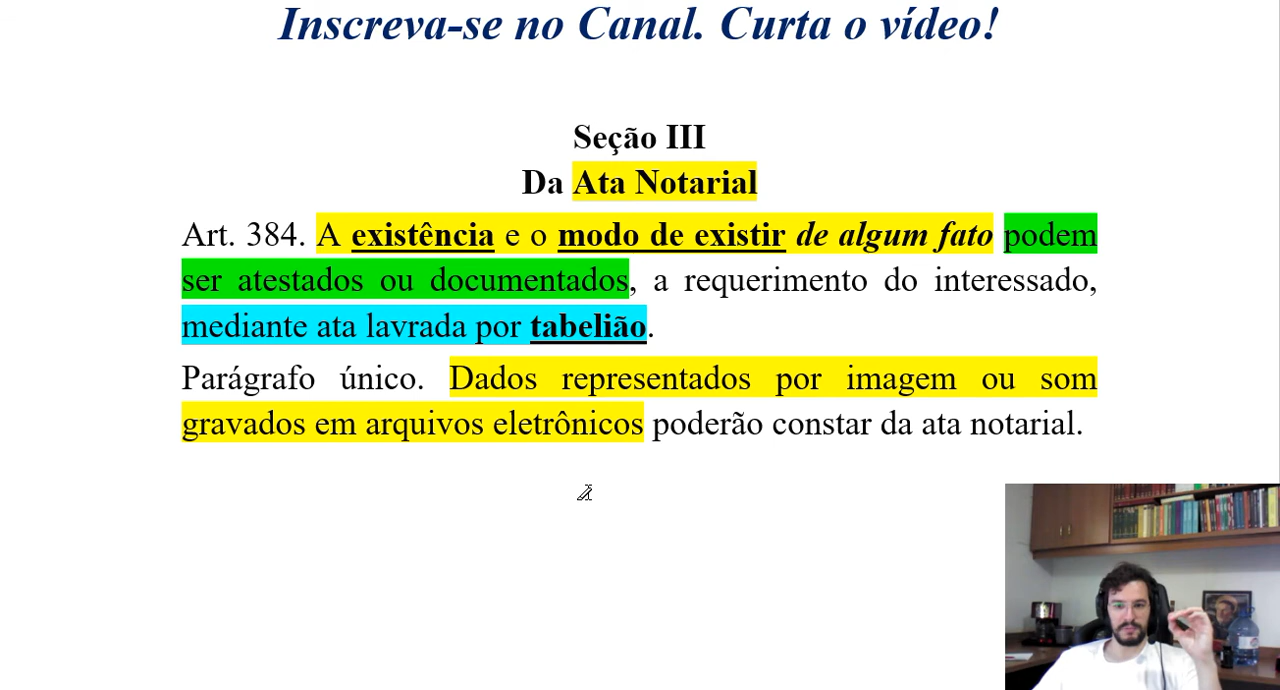 Inscreva-se no Canal. Curta o vídeo!
Seção III
Da Ata Notarial
Art. 384. A existência e o modo de existir de algum fato podem
ser atestados ou documentados, a requerimento do interessado,
mediante ata lavrada por tabelião.
Parágrafo único. Dados representados por imagem ou som
gravados em arquivos eletrônicos poderão constar da ata notarial.